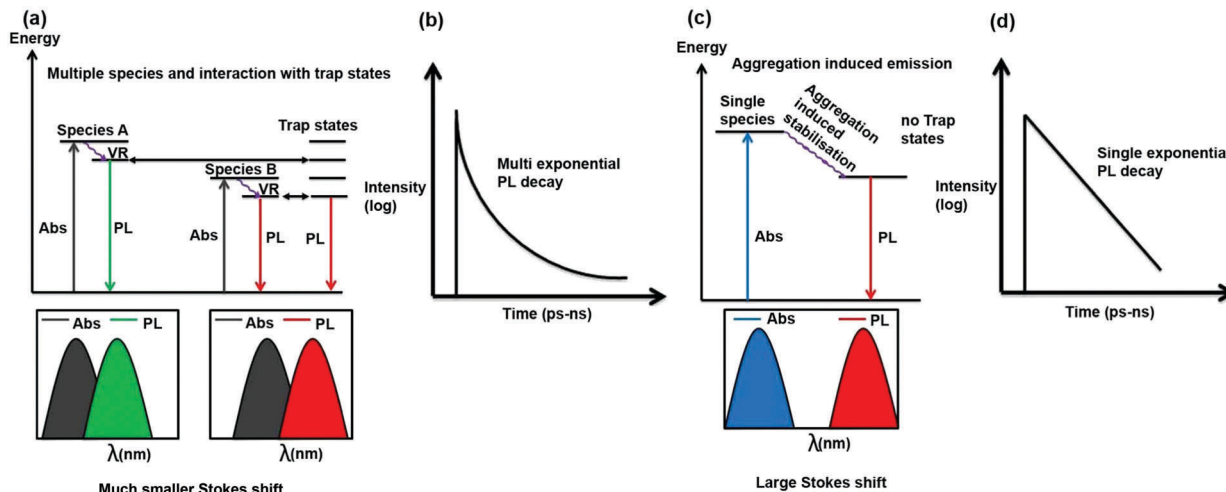 (a)
Energy
Multiple species and interaction with trap states
Species A
Trap states
VR
Species B
VR
Abs
PL
Abs
PL
PL
Abs
PL
λ(nm)
Abs
PL
λ(nm)
Much smaller Stokes shift
(b)
Intensity
(log)
Multi exponential
PL decay
Time (ps-ns)
(c)
Energy
Aggregation induced emission
Single
species
Aggregation
induced
stabilisation
no Trap
states
Abs
PL
Abs
PL
λ(nm)
Large Stokes shift
(d)
Intensity
(log)
Single exponential
PL decay
Time (ps-ns)